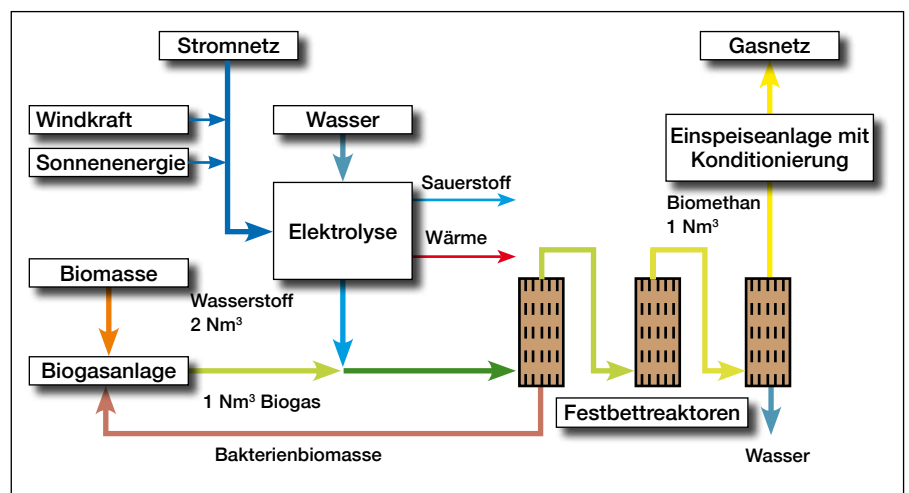 Stromnetz
Gasnetz
Windkraft
Wasser
Einspeiseanlage mit
Konditionierung
Sonnenenergie
Sauerstoff
Biomethan
1 Nm³
Elektrolyse
Wärme
Biomasse
Wasserstoff
2 Nm³
Biogasanlage
1 Nm³ Biogas
Festbettreaktoren
Bakterienbiomasse
Wasser